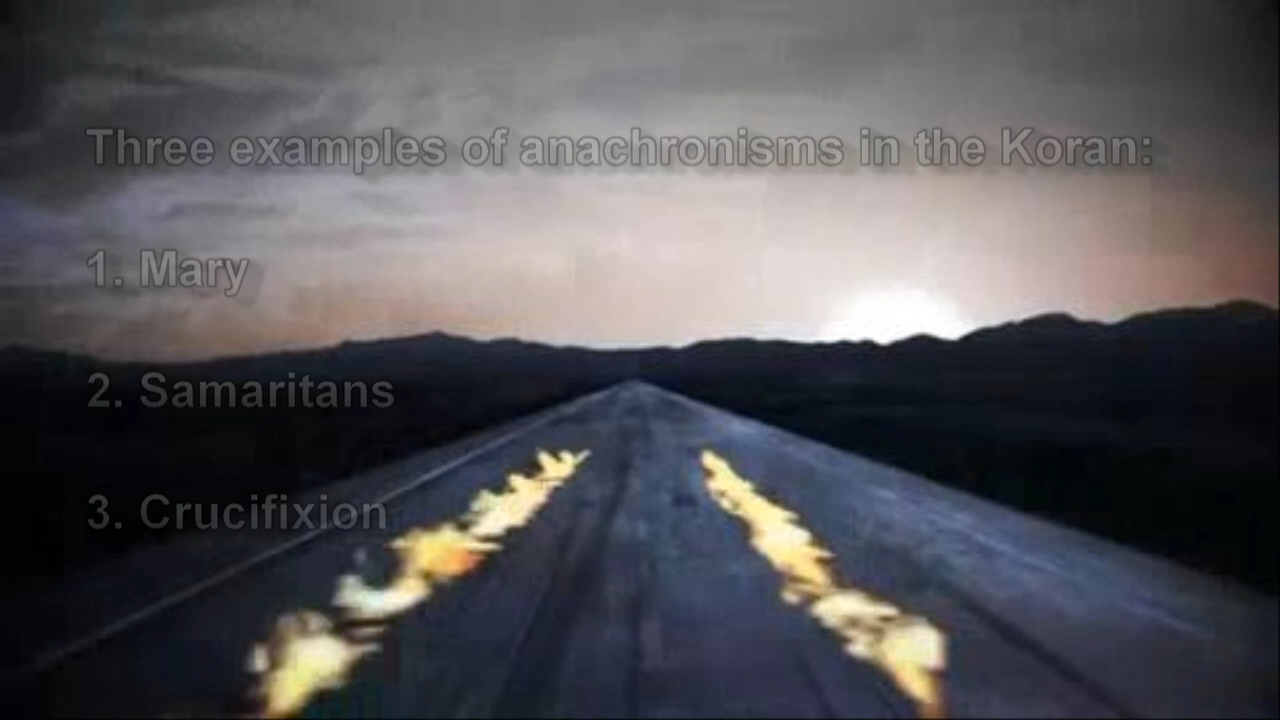 Three examples of anachronisms in the Koran:
1. Mary
2. Samaritans
3. Crucifixion